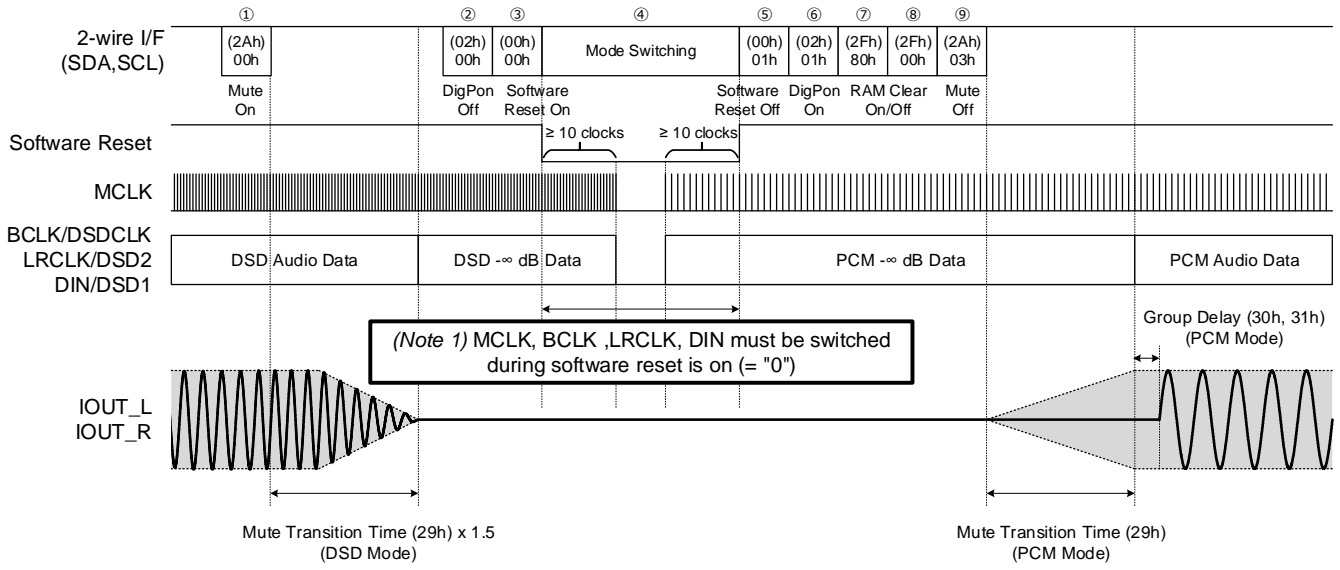 ① ② ③ ④ ⑤ ⑥ ⑦ ⑧ ⑨
2-wire I/F
(SDA,SCL)
(2Ah)
00h
(02h)
00h
(00h)
00h
Mode Switching
(00h)
01h
(02h)
01h
(2Fh)
80h
(2Fh)
00h
(2Ah)
03h
Mute
On
DigPon
Off
Software
Reset On
Software
Reset Off
DigPon
On
RAM Clear
On/Off
Mute
Off
Software Reset
≥ 10 clocks
≥ 10 clocks
MCLK
BCLK/DSDCLK
LRCLK/DSD2
DIN/DSD1
DSD Audio Data
DSD -∞ dB Data
PCM -∞ dB Data
PCM Audio Data
(Note 1) MCLK, BCLK ,LRCLK, DIN must be switched
during software reset is on (= "0")
Group Delay (30h, 31h)
(PCM Mode)
IOUT_L
IOUT_R
Mute Transition Time (29h) x 1.5
(DSD Mode)
Mute Transition Time (29h)
(PCM Mode)